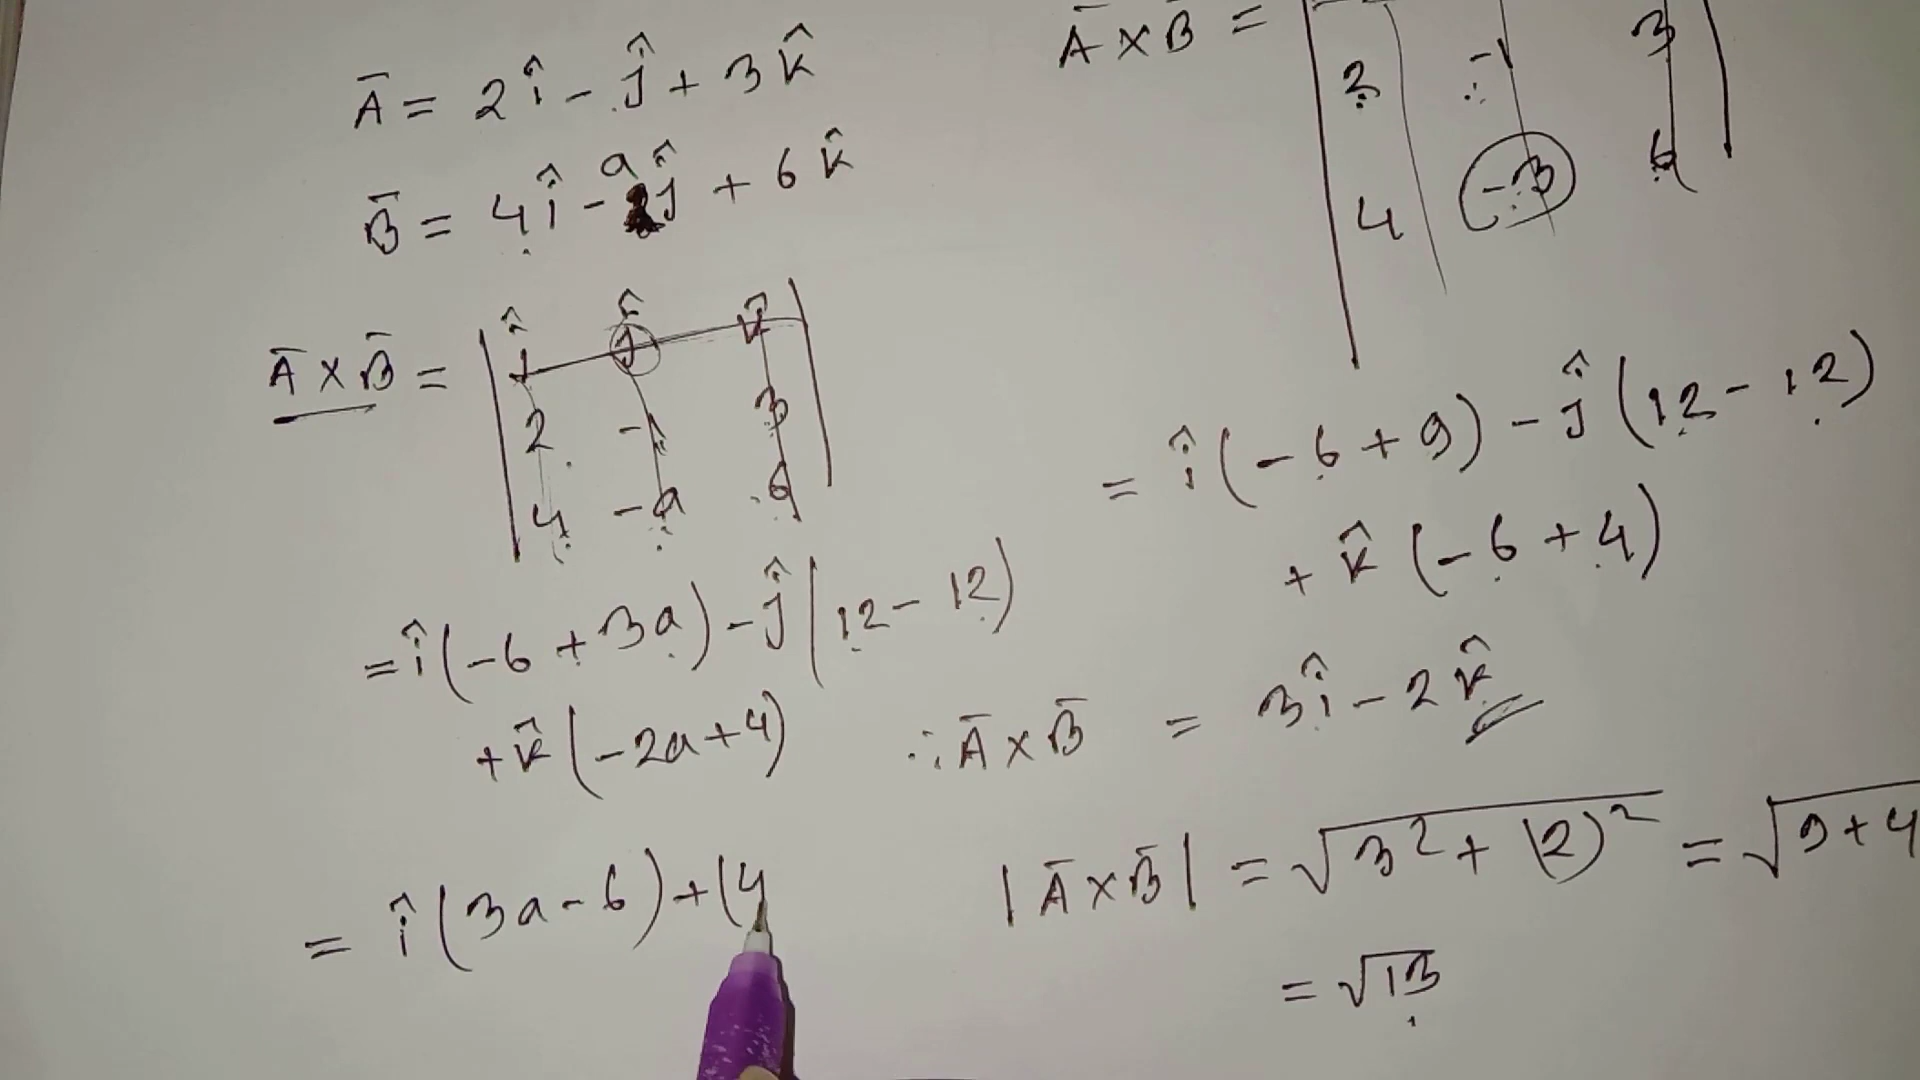 Ā = 2î - ĵ + 3k̂
B̄ = 4î - aĵ + 6k̂
Ā × B̄ = | î ĵ k̂
2 -1 3
4 -a 6 |
= î(-6 + 3a) - ĵ(12 - 12)
+ k̂(-2a + 4)
= î(3a - 6) + (4
Ā × B̄ = |
2 -1 3
4 -3 6 |
= î(-6 + 9) - ĵ(12 - 12)
+ k̂(-6 + 4)
∴ Ā × B̄ = 3î - 2k̂
|Ā × B̄| = √3² + (2)² = √9 + 4
= √13